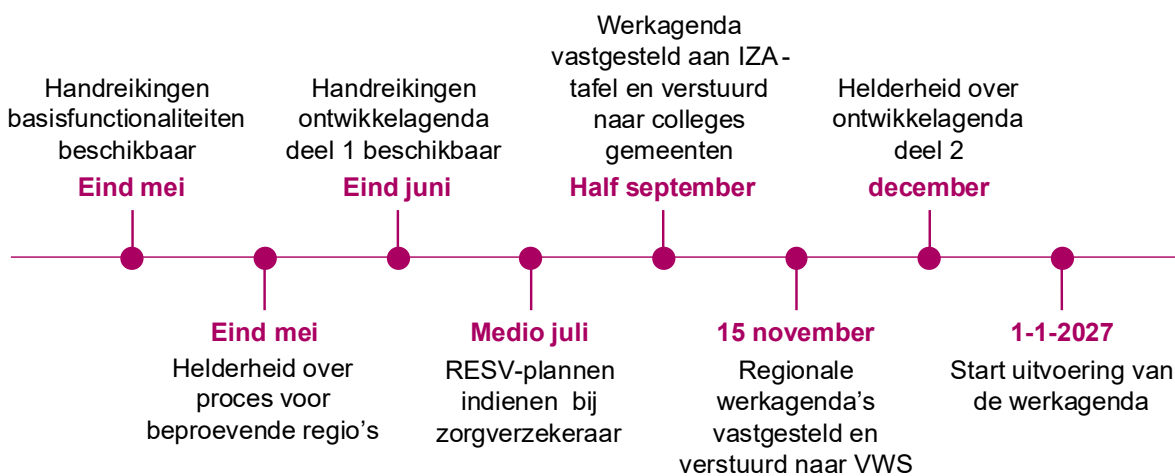 Handreikingen
basisfunctionaliteiten
beschikbaar
Eind mei
Eind mei
Helderheid over
proces voor
beproevende regio's
Handreikingen
ontwikkelagenda
deel 1 beschikbaar
Eind juni
Medio juli
RESV-plannen
indienen bij
zorgverzekeraar
Werkagenda
vastgesteld aan IZA-
tafel en verstuurd
naar colleges
gemeenten
Half september
15 november
Regionale
werkagenda's
vastgesteld en
verstuurd naar VWS
Helderheid over
ontwikkelagenda
deel 2
december
1-1-2027
Start uitvoering van
de werkagenda